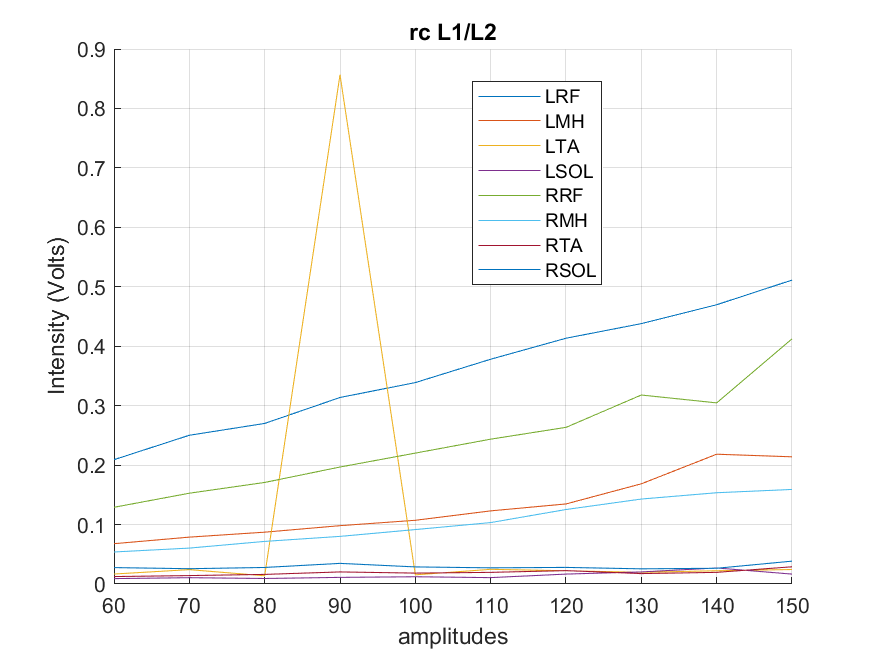 rc L1/L2
0.9
0.8
0.7
0.6
0.5
0.4
0.3
0.2
0.1
0
Intensity (Volts)
LRF
LMH
LTA
LSOL
RRF
RMH
RTA
RSOL
60 70 80 90 100 110 120 130 140 150
amplitudes